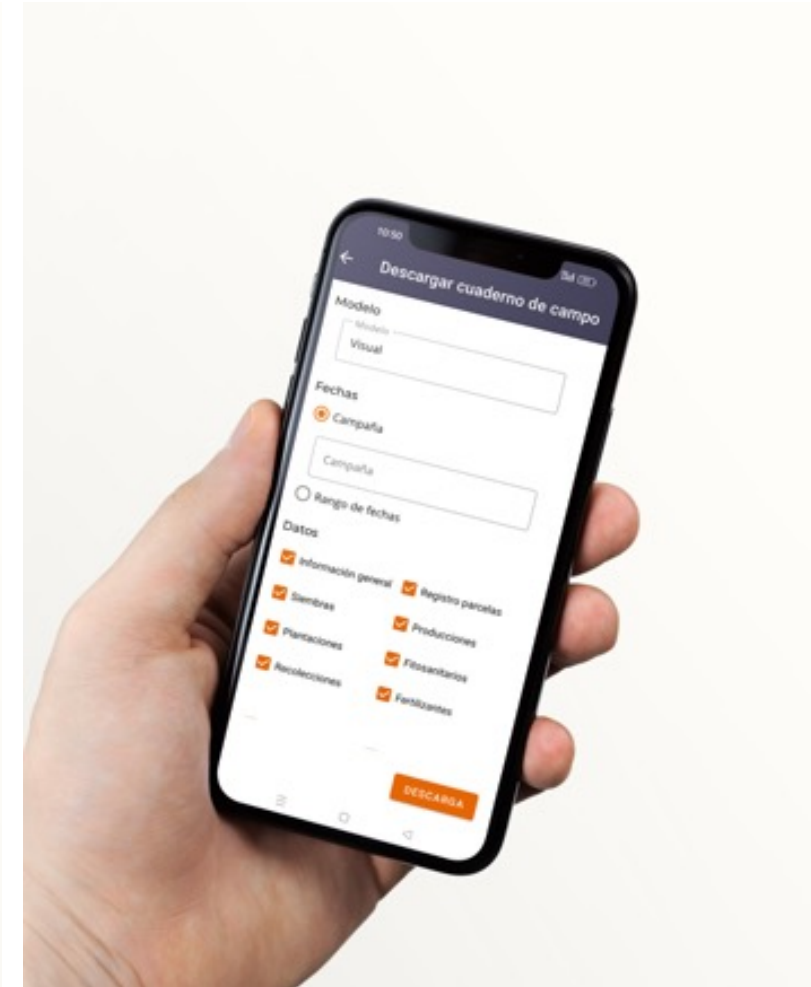 10:50
Descargar cuaderno de campo
Modelo
Modelo
Visual
Fechas
Campaña
Campaña
Rango de fechas
Datos
Información general
Registro parcelas
Siembras
Producciones
Plantaciones
Fitosanitarios
Recolecciones
Fertilizantes
DESCARGA